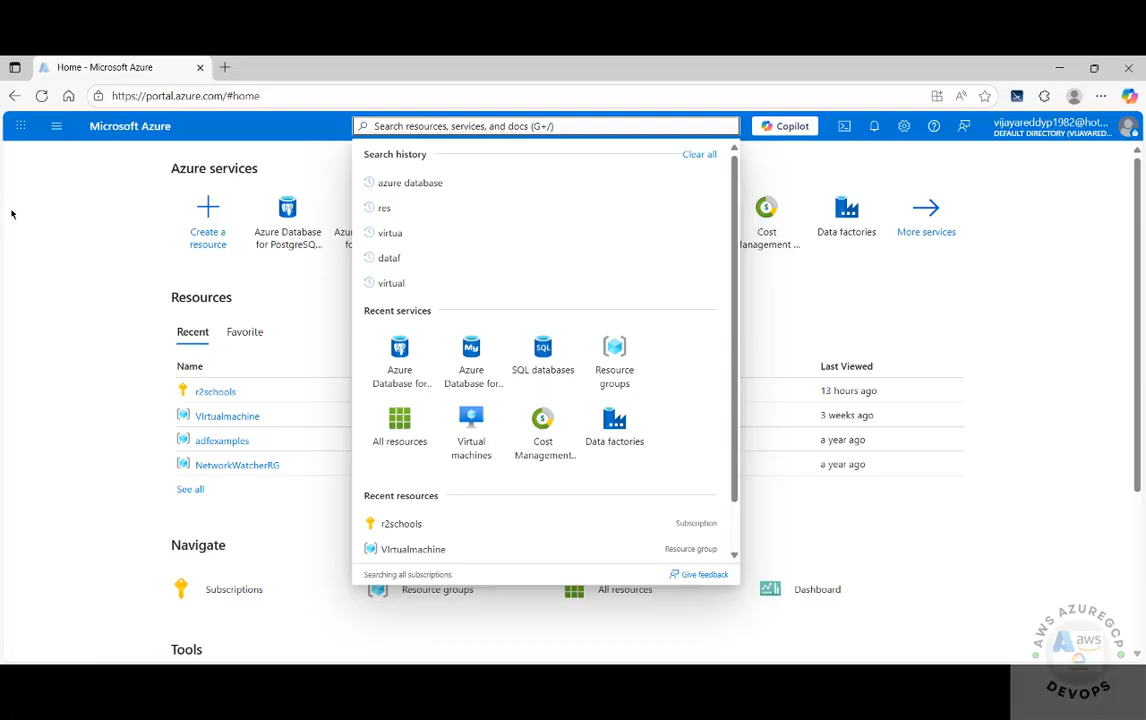 Home - Microsoft Azure
https://portal.azure.com/#home
Microsoft Azure
Search resources, services, and docs (G+/)
Copilot
vijayareddyp1982@hot...
DEFAULT DIRECTORY (VIJAYARED...
Azure services
Create a
resource
Azure Database
for PostgreSQ...
Az
for
Cost
anagement ...
Data factories
More services
Search history
Clear all
azure database
res
virtua
dataf
virtual
Recent services
Azure
Database for..
Azure
Database for..
SQL databases
Resource
groups
All resources
Virtual
machines
Cost
Management..
Data factories
Recent resources
r2schools
Subscription
VIrtualmachine
Resource group
Searching all subscriptions.
Give feedback
Resources
Recent
Favorite
Name
Last Viewed
r2schools
13 hours ago
VIrtualmachine
3 weeks ago
adfexamples
a year ago
NetworkWatcherRG
a year ago
See all
Navigate
Subscriptions
Resource groups
All resources
Dashboard
Tools
AWS AZURE GCP
aws
DEVOPS